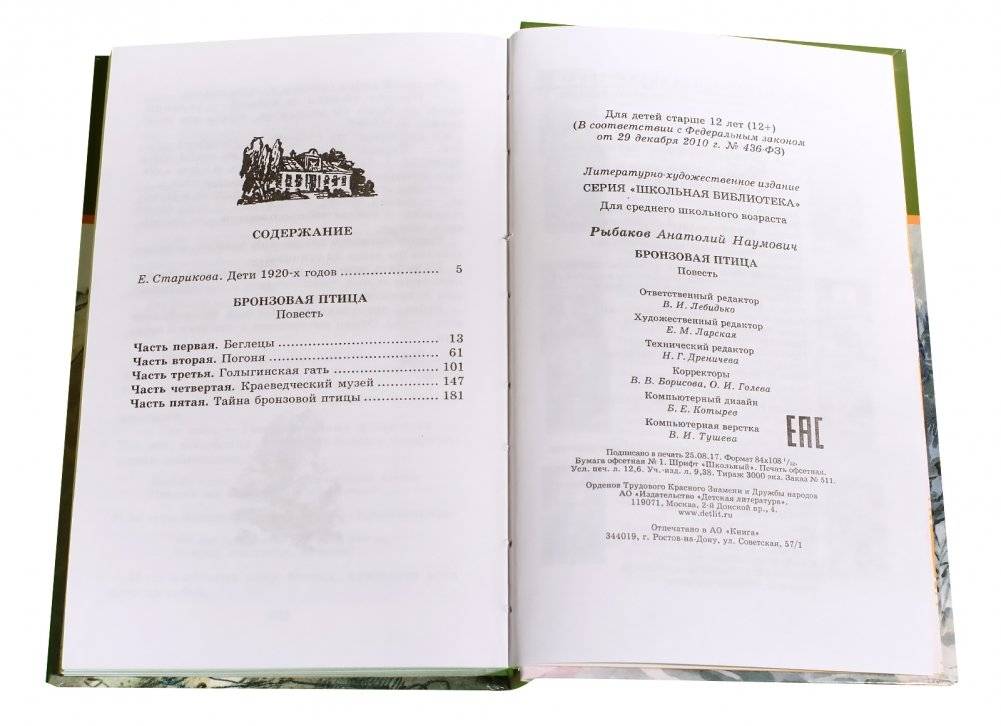 СОДЕРЖАНИЕ
Е. Старикова. Дети 1920-х годов ................ 5
БРОНЗОВАЯ ПТИЦА
Повесть
Часть первая. Беглецы ................ 13
Часть вторая. Погоня ................ 61
Часть третья. Голыгинская гать ................ 101
Часть четвертая. Краеведческий музей ................ 147
Часть пятая. Тайна бронзовой птицы ................ 181
Для детей старше 12 лет (12+)
(В соответствии с Федеральным законом
от 29 декабря 2010 г. № 436-ФЗ)
Литературно-художественное издание
СЕРИЯ «ШКОЛЬНАЯ БИБЛИОТЕКА»
Для среднего школьного возраста
Рыбаков Анатолий Наумович
БРОНЗОВАЯ ПТИЦА
Повесть
Ответственный редактор
В. И. Лебидько
Художественный редактор
Е. М. Ларская
Технический редактор
Н. Г. Дреничева
Корректоры
В. В. Борисова, О. И. Голева
Компьютерный дизайн
Б. Е. Котырев
Компьютерная верстка
В. И. Тушева
EAC
Подписано в печать 25.08.17. Формат 84х108 1/32.
Бумага офсетная № 1. Шрифт «Школьный». Печать офсетная.
Усл. печ. л. 12,6. Уч.-изд. л. 9,38. Тираж 3000 экз. Заказ № 511.
Орденов Трудового Красного Знамени и Дружбы народов
АО «Издательство «Детская литература».
119071, Москва, 2-й Донской пр., 4.
www.detlit.ru
Отпечатано в АО «Книга»
344019, г. Ростов-на-Дону, ул. Советская, 57/1